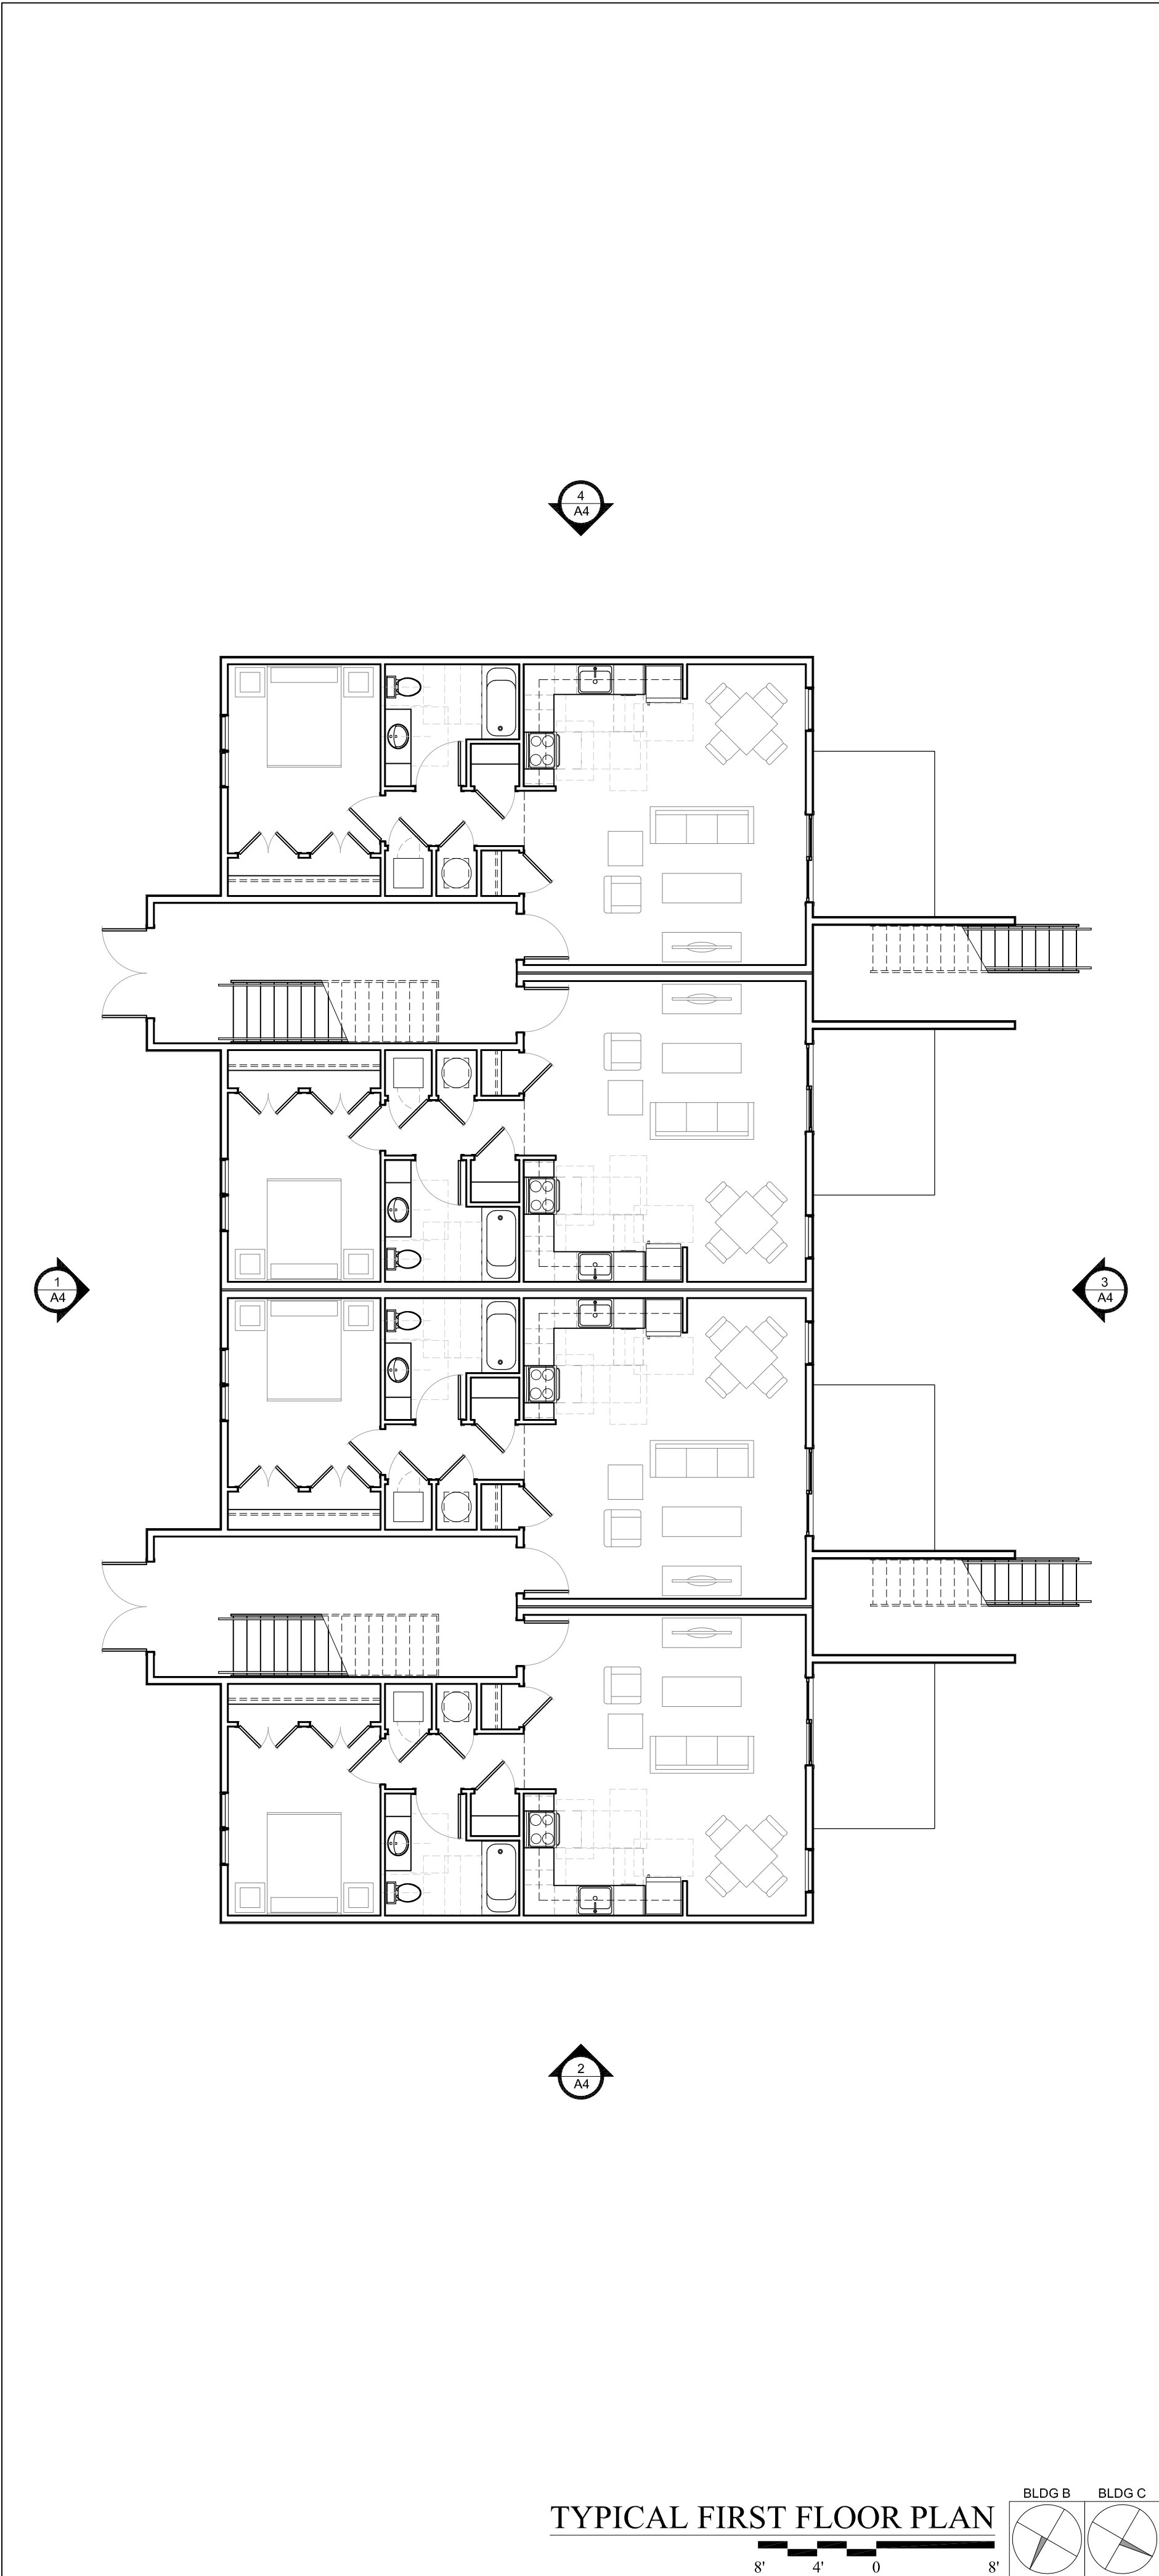 4
A4
1
A4
3
A4
2
A4
BLDG B
BLDG C
TYPICAL FIRST FLOOR PLAN
8' 4' 0 8'